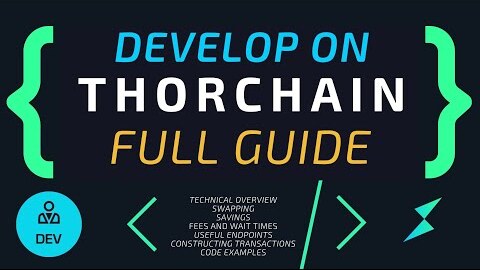 DEVELOP ON
THORCHAIN
FULL GUIDE
TECHNICAL OVERVIEW
SWAPPING
SAVINGS
FEES AND WAIT TIMES
USEFUL ENDPOINTS
CONSTRUCTING TRANSACTIONS
CODE EXAMPLES
DEV